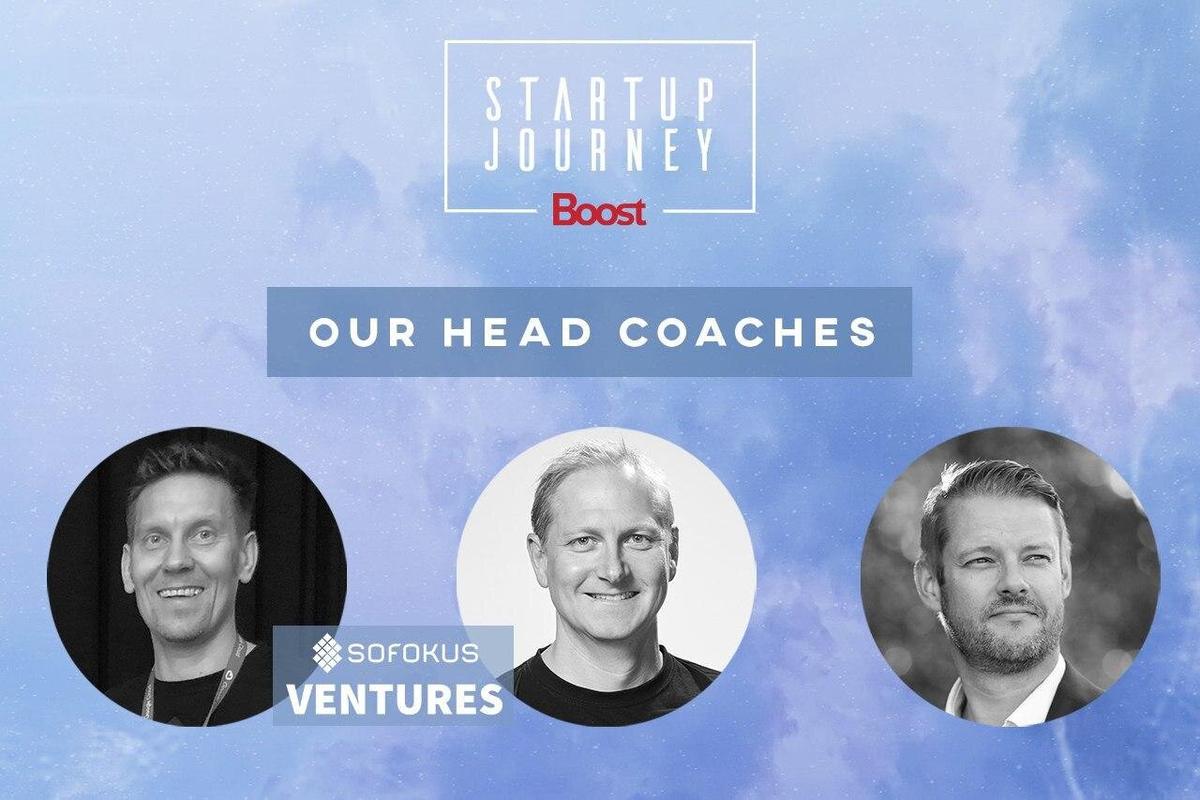 STARTUP
JOURNEY
Boost
OUR HEAD COACHES
SOFOKUS
VENTURES